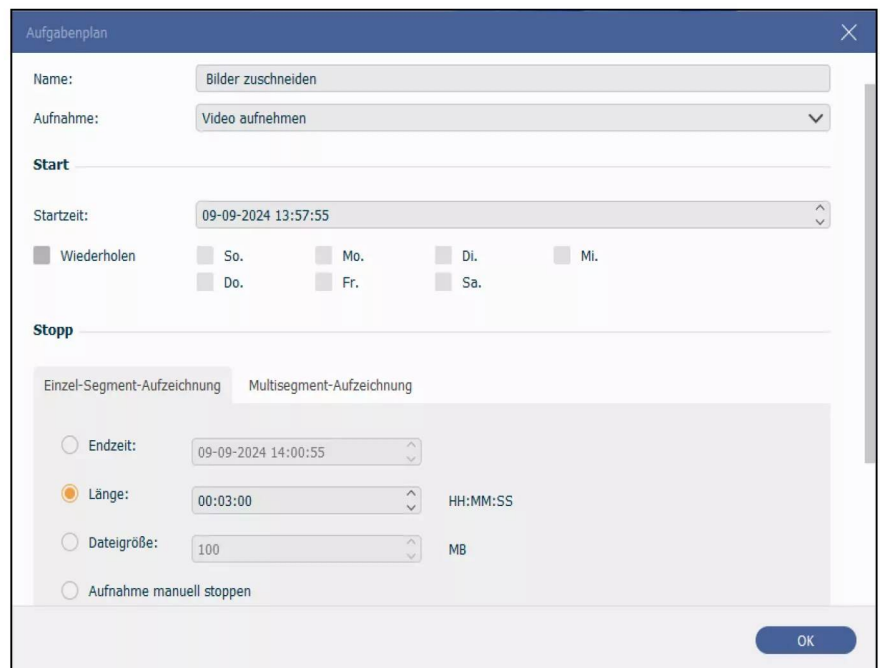 Aufgabenplan
Name: Bilder zuschneiden
Aufnahme: Video aufnehmen
Start
Startzeit: 09-09-2024 13:57:55
Wiederholen So. Mo. Di. Mi.
Do. Fr. Sa.
Stopp
Einzel-Segment-Aufzeichnung Multisegment-Aufzeichnung
Endzeit: 09-09-2024 14:00:55
Länge: 00:03:00 HH:MM:SS
Dateigröße: 100 MB
Aufnahme manuell stoppen
OK